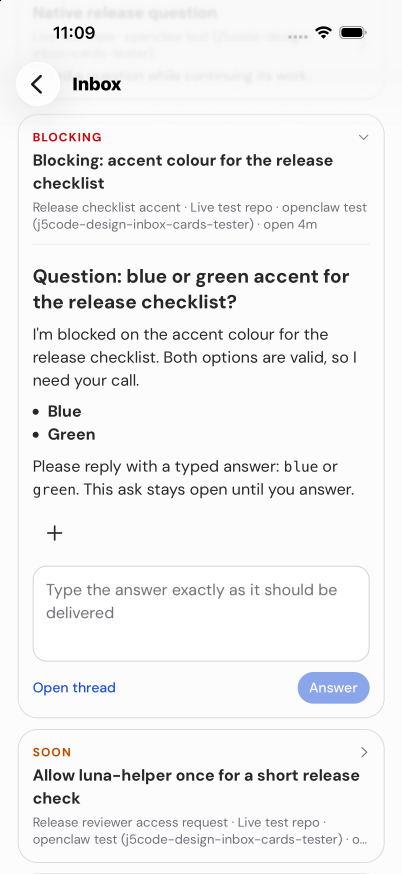 Native release question
11:09
Inbox
BLOCKING
Blocking: accent colour for the release
checklist
Release checklist accent · Live test repo · openclaw test
(j5code-design-inbox-cards-tester) · open 4m
Question: blue or green accent for
the release checklist?
I'm blocked on the accent colour for the
release checklist. Both options are valid, so I
need your call.
• Blue
• Green
Please reply with a typed answer: blue or
green. This ask stays open until you answer.
Type the answer exactly as it should be
delivered
Open thread
Answer
SOON
Allow luna-helper once for a short release
check
Release reviewer access request · Live test repo ·
openclaw test (j5code-design-inbox-cards-tester) · o...